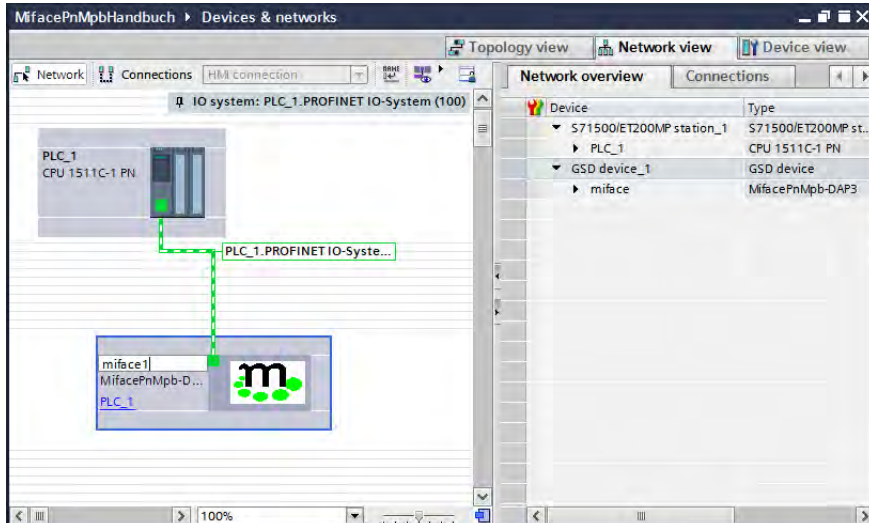 MifacePnMpbHandbuch ▸ Devices & networks
Topology view
Network view
Device view
Network
Connections
HMI connection
IO system: PLC_1.PROFINET IO-System (100)
PLC_1
CPU 1511C-1 PN
PLC_1.PROFINET IO-Syste...
miface1
MifacePnMpb-D...
PLC_1
m
100%
Network overview
Connections
Device Type
S71500/ET200MP station_1 S71500/ET200MP st...
PLC_1 CPU 1511C-1 PN
GSD device_1 GSD device
miface MifacePnMpb-DAP3